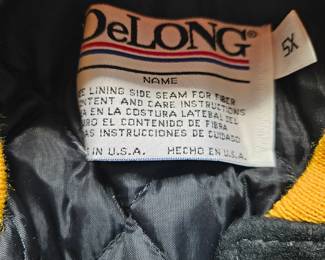 DeLONG®
5X
NAME
LINING SIDE SEAM FOR FIBER
CONTENT AND CARE INSTRUCTIONS
EN LA COSTURA LATERAL DEL
EL CONTENIDO DE FIBRA
LAS INSTRUCCIONES DE CUIDADO
IN U.S.A. HECHO EN U.S.A.